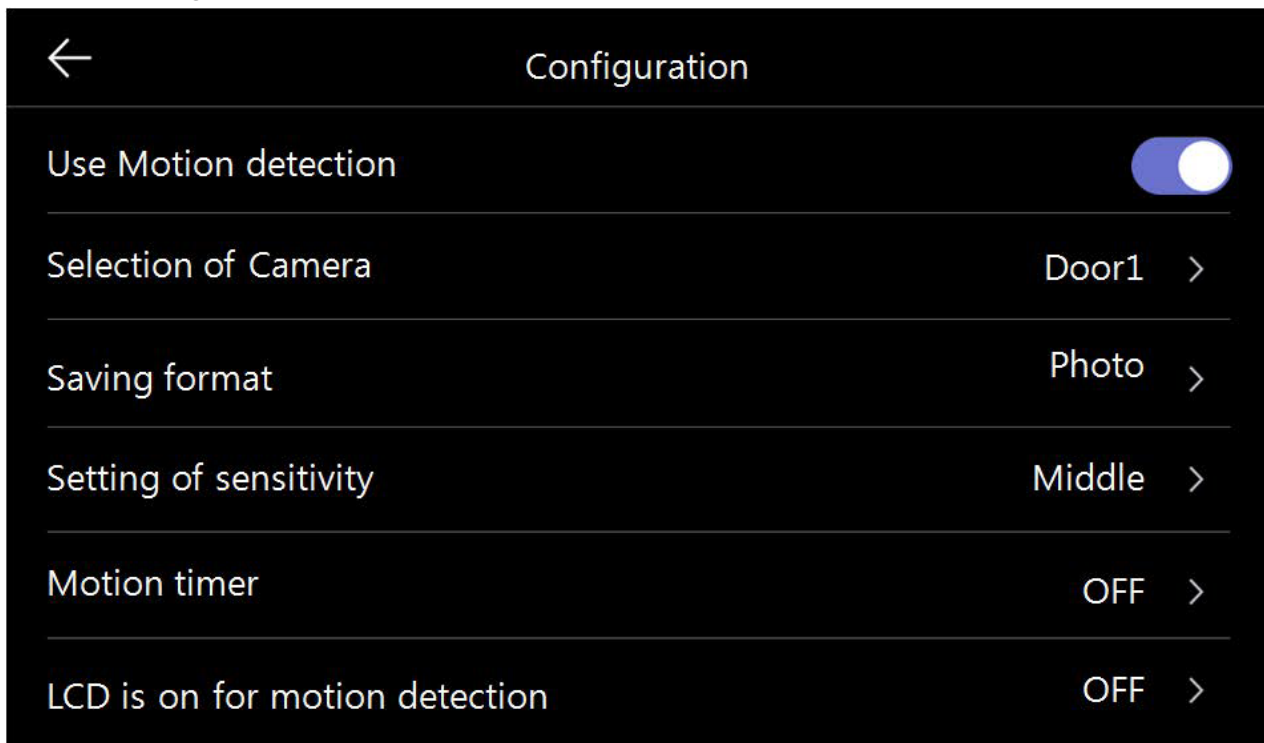 Configuration
Use Motion detection
Selection of Camera Door1
Saving format Photo
Setting of sensitivity Middle
Motion timer OFF
LCD is on for motion detection OFF